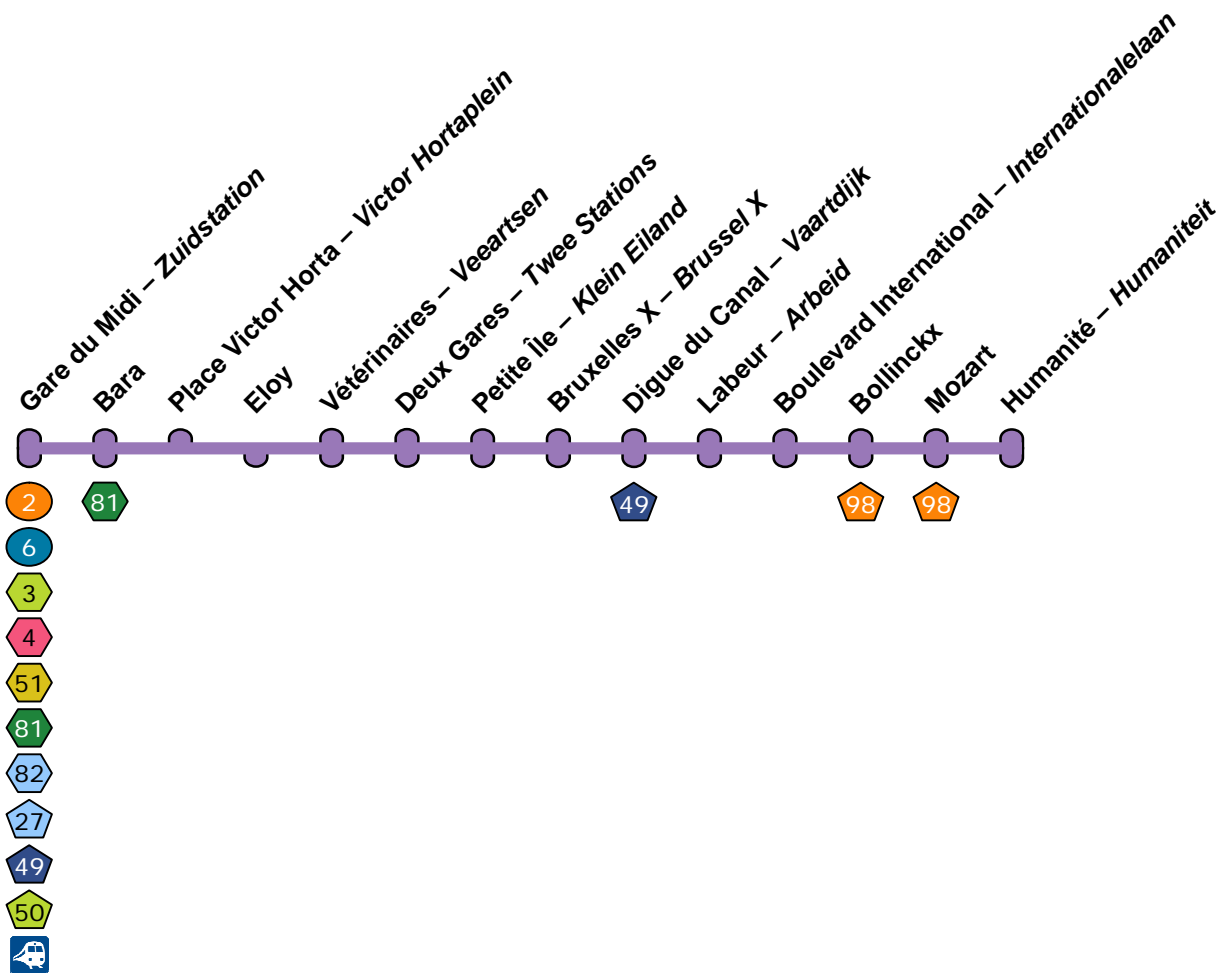 Gare du Midi – Zuidstation
Bara
Place Victor Horta – Victor Hortaplein
Eloy
Vétérinaires – Veeartsen
Deux Gares – Twee Stations
Petite Île – Klein Eiland
Bruxelles X – Brussel X
Digue du Canal – Vaartdijk
Labeur – Arbeid
Boulevard International – Internationalelaan
Bollinckx
Mozart
Humanité – Humaniteit
2
81
49
98
98
6
3
4
51
81
82
27
49
50